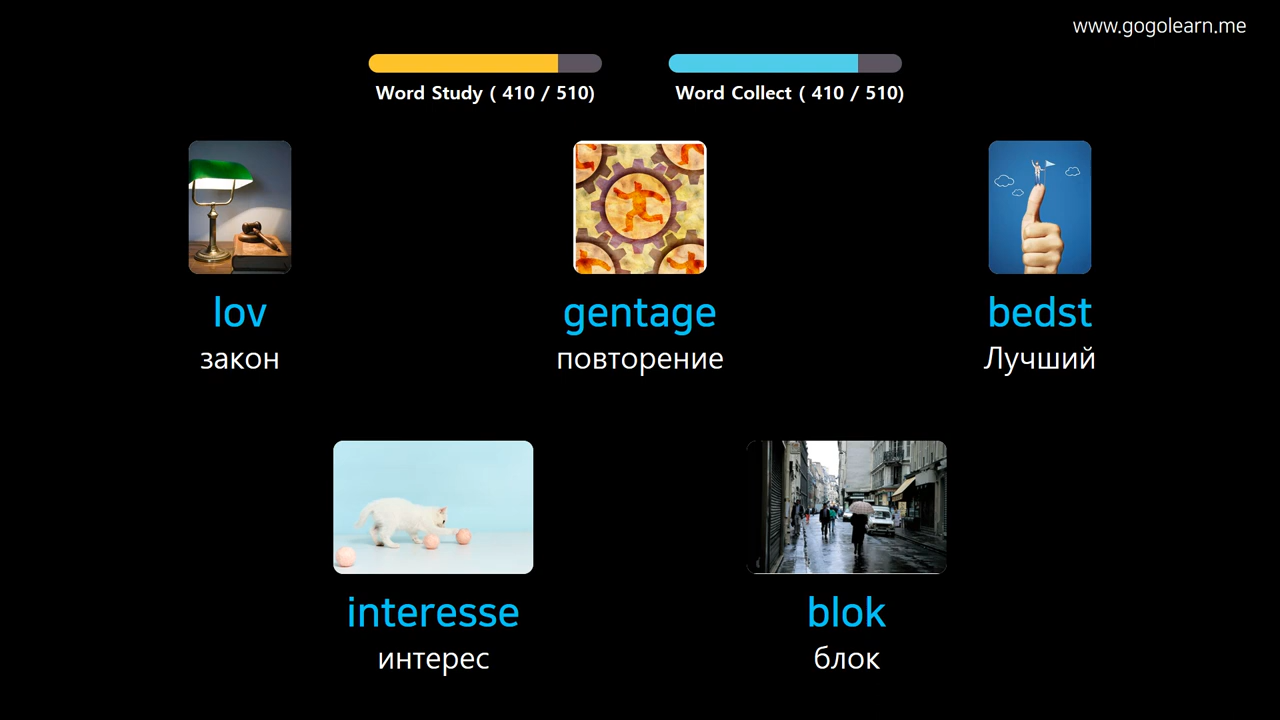 www.gogolearn.me
Word Study ( 410 / 510)
Word Collect ( 410 / 510)
lov
закон
gentage
повторение
bedst
Лучший
interesse
интерес
blok
блок